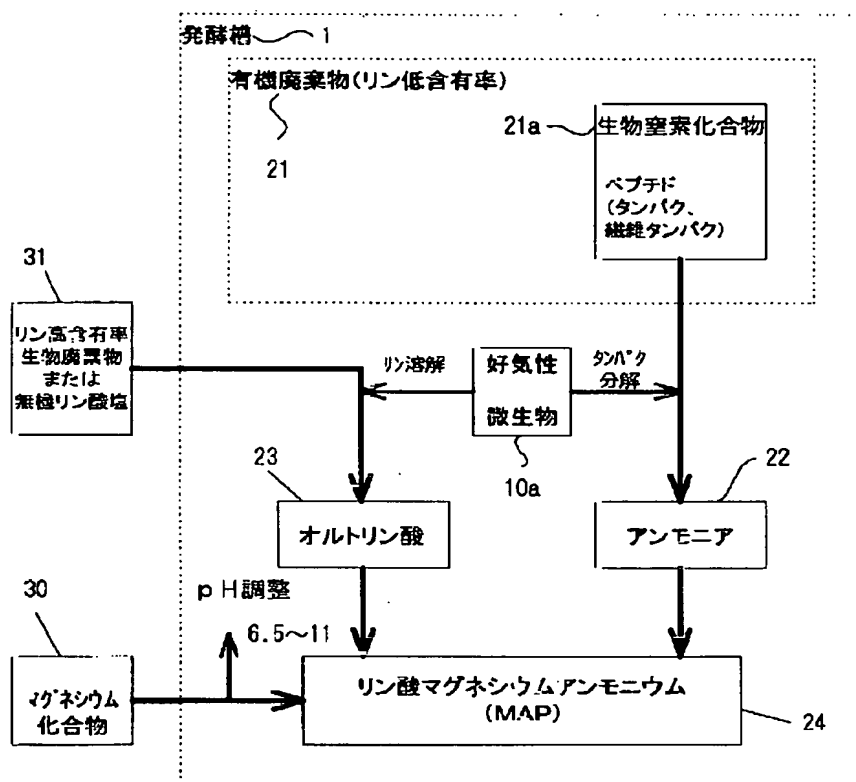 発酵槽 1
有機廃棄物(リン低含有率)
21
21a
生物窒素化合物
ペプチド
(タンパク、
繊維タンパク)
31
リン高含有率
生物廃棄物
または
無機リン酸塩
リン溶解
好気性
微生物
タンパク
分解
10a
23
オルトリン酸
22
アンモニア
30
pH調整
6.5~11
マグネシウム
化合物
リン酸マグネシウムアンモニウム
(MAP)
24